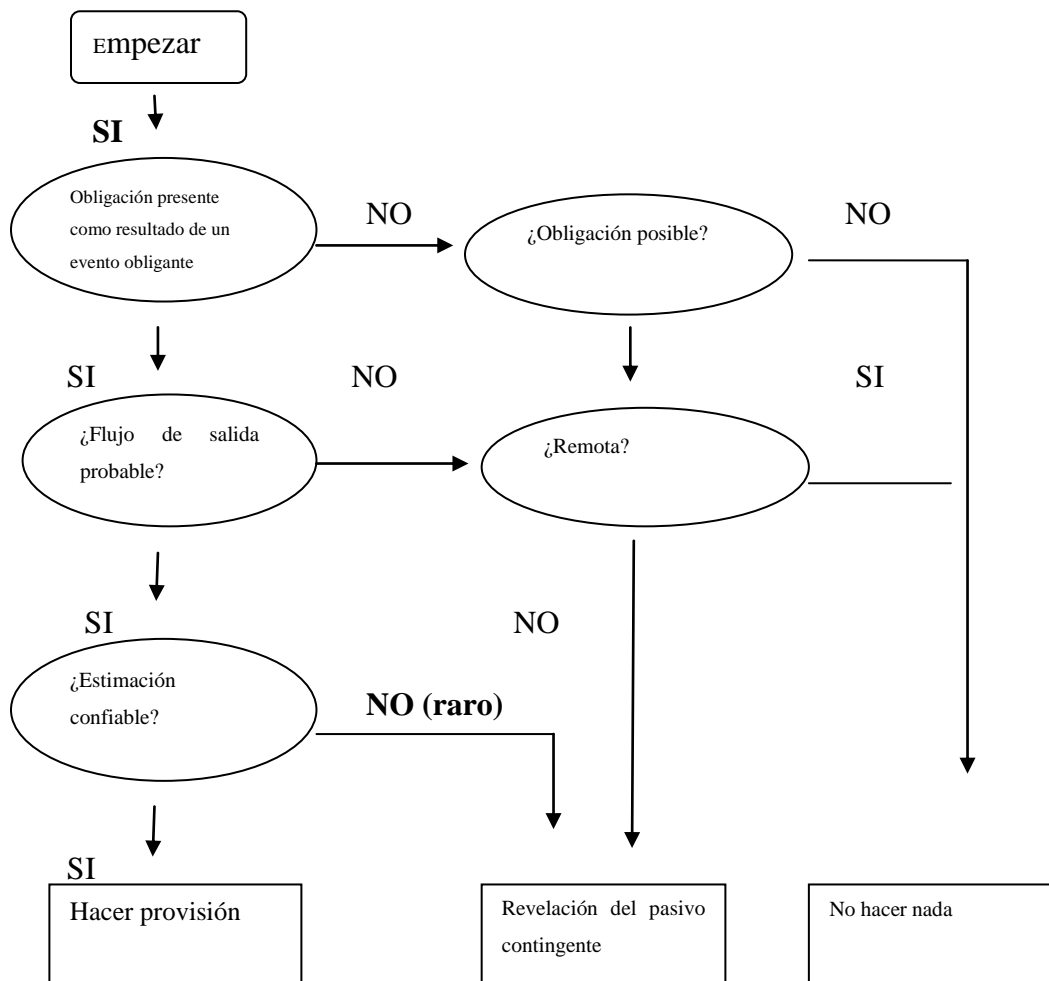 Empezar
SI
Obligación presente
como resultado de un
evento obligante
NO
¿Obligación posible?
NO
SI
¿Flujo de salida
probable?
NO
¿Remota?
SI
SI
¿Estimación
confiable?
NO (raro)
NO
SI
Hacer provisión
Revelación del pasivo
contingente
No hacer nada